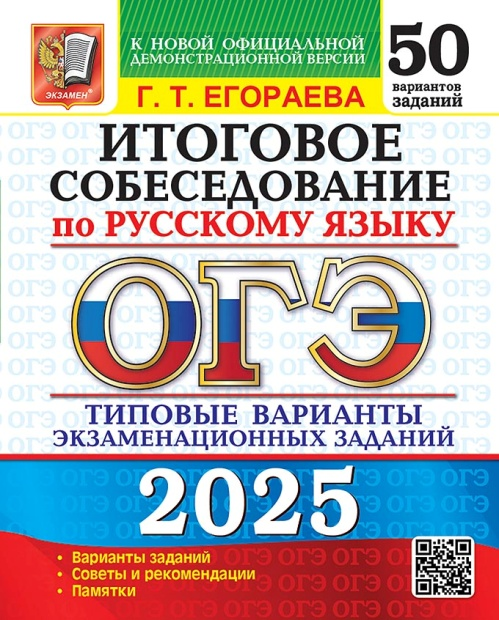 К НОВОЙ ОФИЦИАЛЬНОЙ
ДЕМОНСТРАЦИОННОЙ ВЕРСИИ
50
вариантов
заданий
ЭКЗАМЕН®
Г. Т. ЕГОРАЕВА
ИТОГОВОЕ
СОБЕСЕДОВАНИЕ
по РУССКОМУ ЯЗЫКУ
ОГЭ
ТИПОВЫЕ ВАРИАНТЫ
ЭКЗАМЕНАЦИОННЫХ ЗАДАНИЙ
2025
• Варианты заданий
• Советы и рекомендации
• Памятки